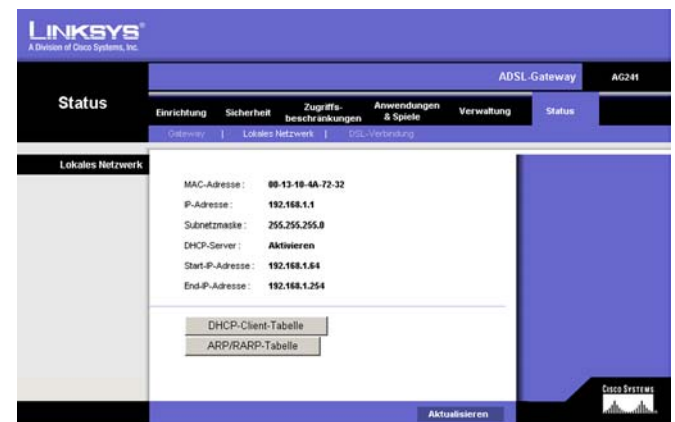 LINKSYS®
A Division of Cisco Systems, Inc.
ADSL-Gateway AG241
Status
Einrichtung Sicherheit Zugriffs-beschränkungen Anwendungen & Spiele Verwaltung Status
Gateway | Lokales Netzwerk | DSL-Verbindung
Lokales Netzwerk
MAC-Adresse: 00-13-10-4A-72-32
IP-Adresse: 192.168.1.1
Subnetzmaske: 255.255.255.0
DHCP-Server: Aktivieren
Start-IP-Adresse: 192.168.1.64
End-IP-Adresse: 192.168.1.254
DHCP-Client-Tabelle
ARP/RARP-Tabelle
CISCO SYSTEMS
Aktualisieren